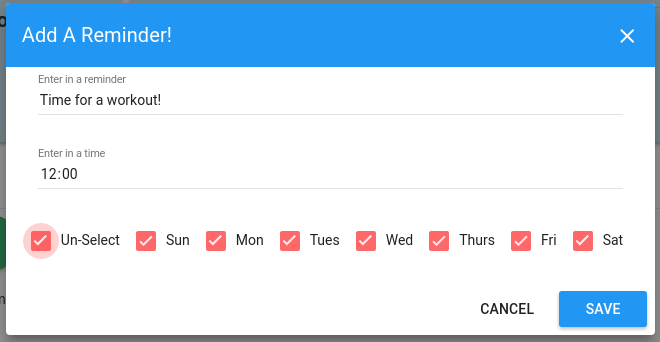 Add A Reminder!
Enter in a reminder
Time for a workout!
Enter in a time
12:00
Un-Select Sun Mon Tues Wed Thurs Fri Sat
CANCEL SAVE